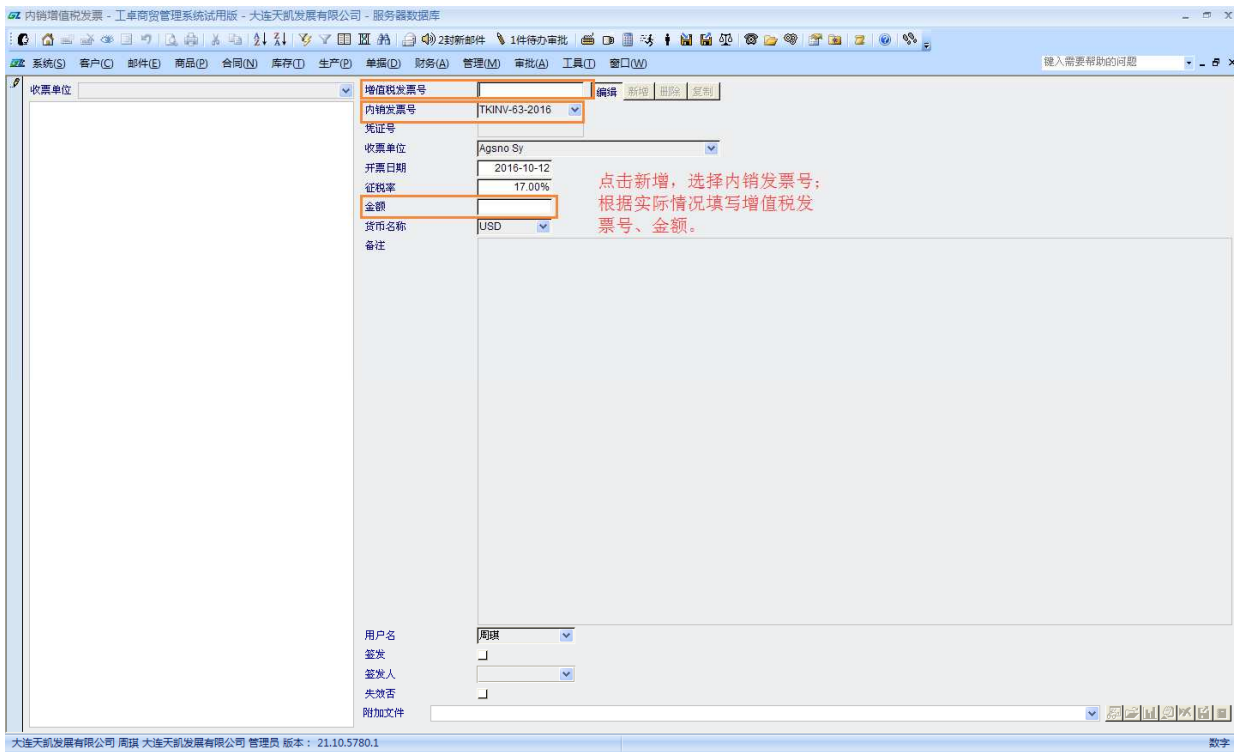 内销增值税发票 - 工卓商贸管理系统试用版 - 大连天凯发展有限公司 - 服务器数据库
2封新邮件 1件待办审批
系统(S) 客户(C) 邮件(E) 商品(P) 合同(N) 库存(I) 生产(P) 单据(D) 财务(A) 管理(M) 审批(A) 工具(T) 窗口(W) 键入需要帮助的问题
收票单位
增值税发票号 编辑 新增 删除 复制
内销发票号 TKINV-63-2016
凭证号
收票单位 Agsno Sy
开票日期 2016-10-12
征税率 17.00%
金额
货币名称 USD
备注
点击新增，选择内销发票号；
根据实际情况填写增值税发
票号、金额。
用户名 周琪
签发
签发人
失效否
附加文件
大连天凯发展有限公司 周琪 大连天凯发展有限公司 管理员 版本： 21.10.5780.1 数字